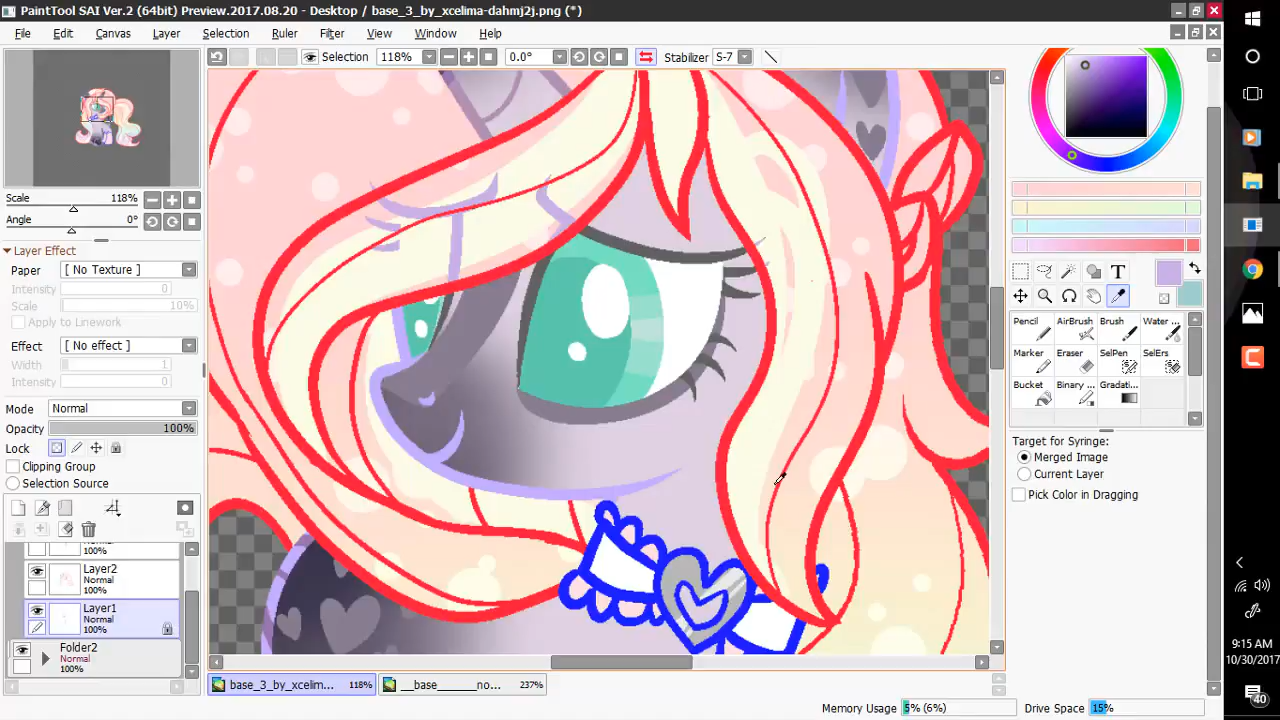 PaintTool SAI Ver.2 (64bit) Preview.2017.08.20 - Desktop / base_3_by_xcelima-dahmj2j.png (*)
File Edit Canvas Layer Selection Ruler Filter View Window Help
Selection 118% 0.0° Stabilizer S-7
Scale 118%
Angle 0°
Layer Effect
Paper [ No Texture ]
Intensity 0
Scale 10%
Apply to Linework
Effect [ No effect ]
Width 1
Intensity 100%
Mode Normal
Opacity 100%
Lock
Clipping Group
Selection Source
Normal
100%
Layer2
Normal
100%
Layer1
Normal
100%
Folder2
Normal
100%
T
Pencil AirBrush Brush Water ..
Marker Eraser SelPen SelErs
Bucket Binary .. Gradati...
Target for Syringe:
Merged Image
Current Layer
Pick Color in Dragging
base_3_by_xcelim... 118% __base_______no... 237%
Memory Usage 5% (6%) Drive Space 15%
9:15 AM
10/30/2017
40